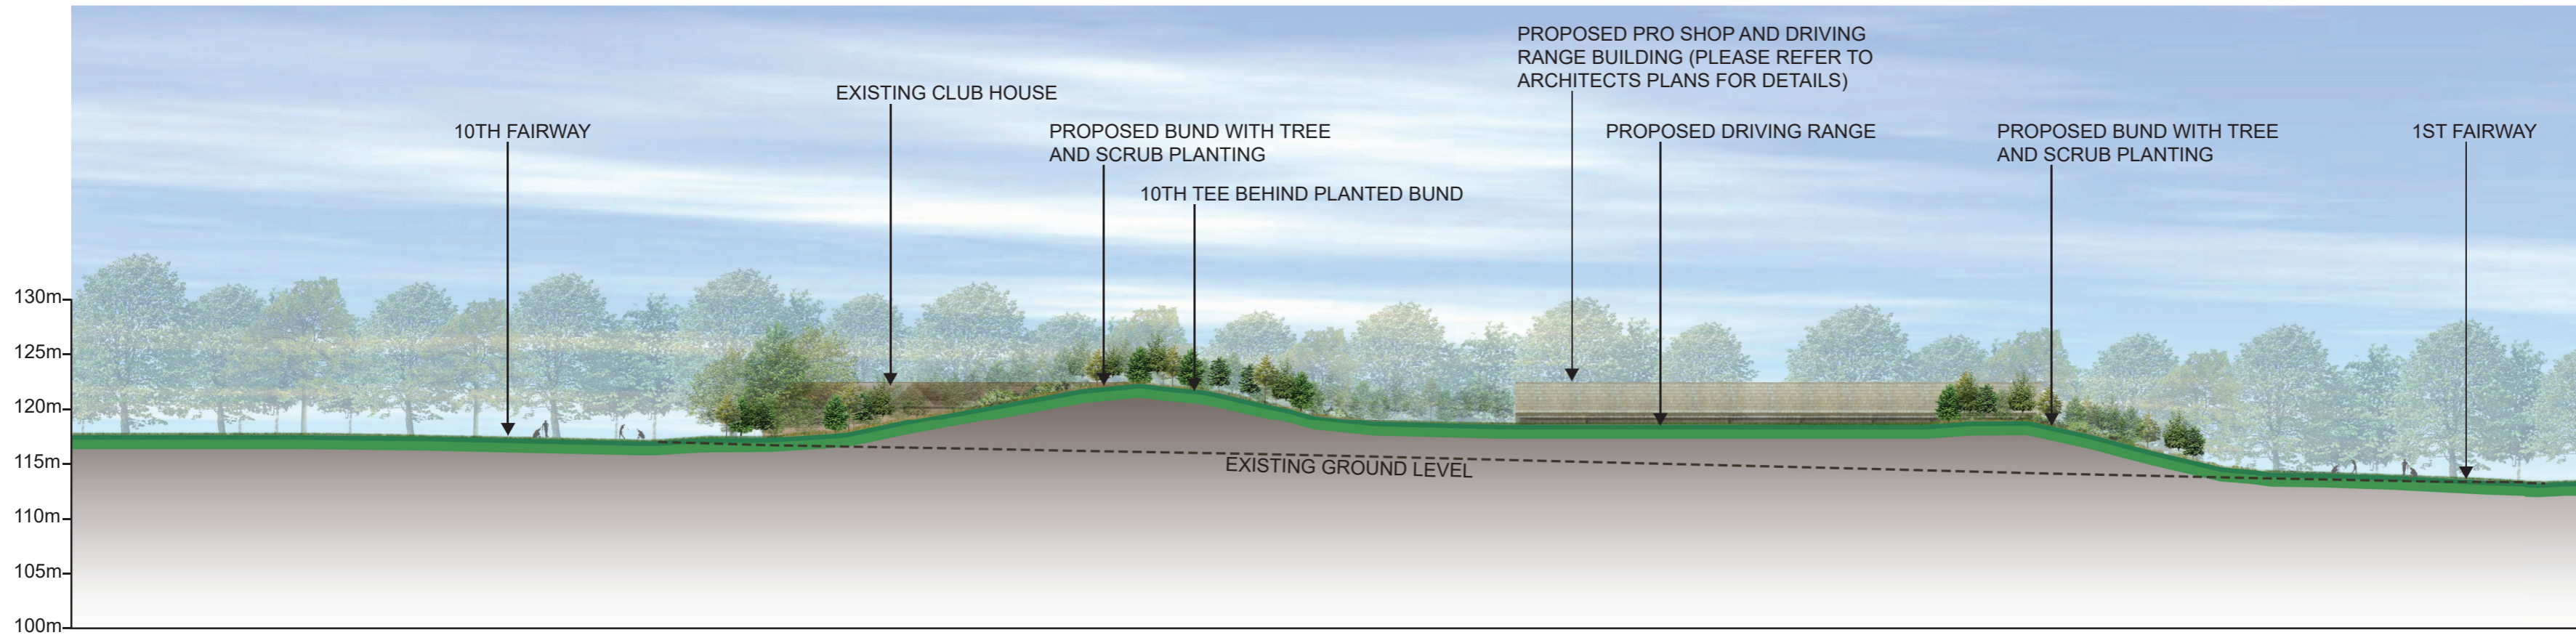 PROPOSED PRO SHOP AND DRIVING
RANGE BUILDING (PLEASE REFER TO
ARCHITECTS PLANS FOR DETAILS)
EXISTING CLUB HOUSE
10TH FAIRWAY
PROPOSED BUND WITH TREE
AND SCRUB PLANTING
10TH TEE BEHIND PLANTED BUND
PROPOSED DRIVING RANGE
PROPOSED BUND WITH TREE
AND SCRUB PLANTING
1ST FAIRWAY
130m
125m
120m
115m
110m
105m
100m
EXISTING GROUND LEVEL